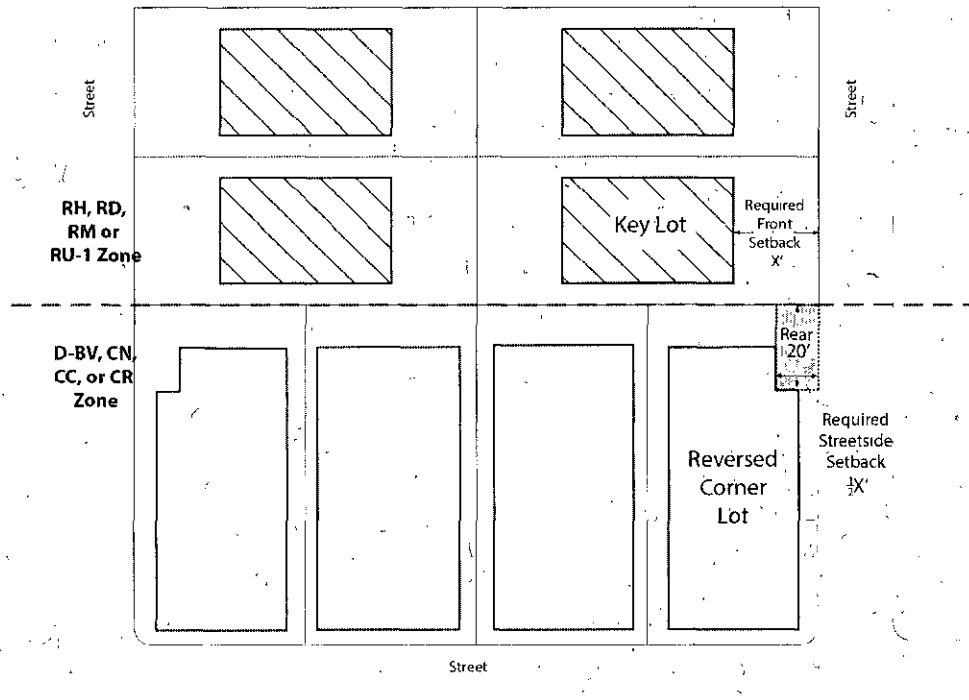 Street
Street
RH, RD,
RM or
RU-1 Zone
Key Lot
Required
Front
Setback
X'
D-BV, CN,
CC, or CR
Zone
Rear
20'
Required
Streetside
Setback
½X'
Reversed
Corner
Lot
Street